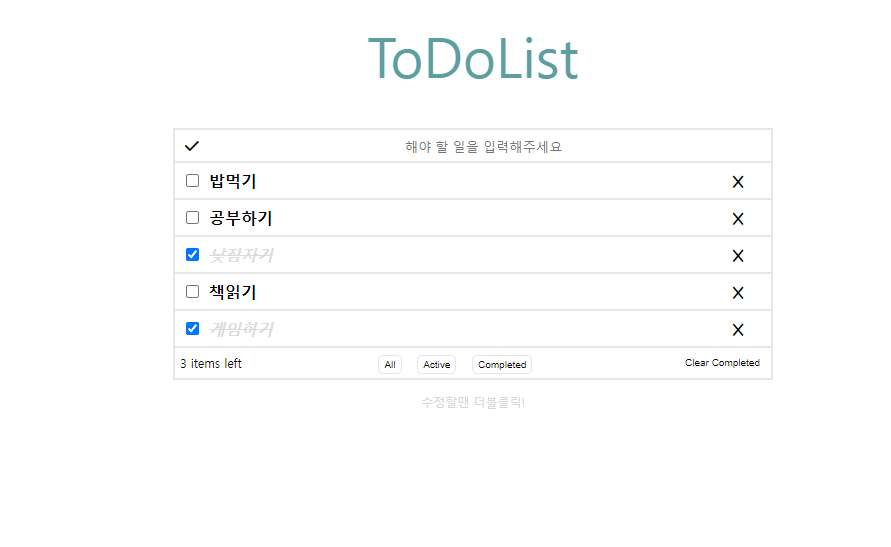 ToDoList
해야 할 일을 입력해주세요
밥먹기 X
공부하기 X
낮잠자기 X
책읽기 X
게임하기 X
3 items left All Active Completed Clear Completed
수정할땐 더블클릭!